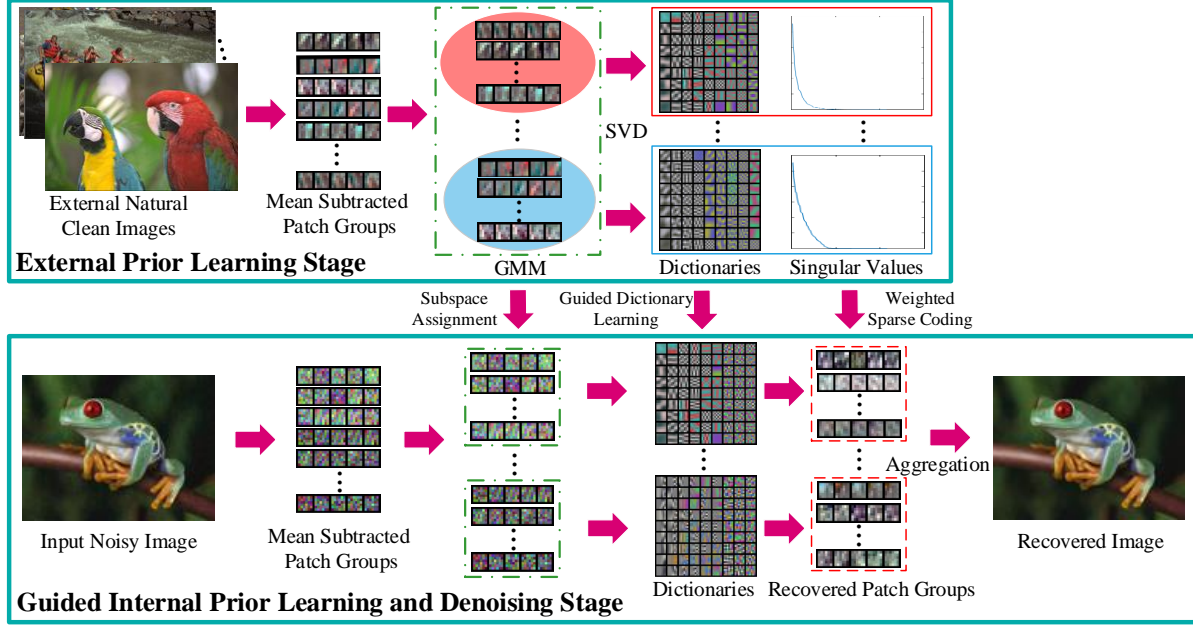 SVD
External Natural
Clean Images
Mean Subtracted
Patch Groups
GMM
Dictionaries
Singular Values
External Prior Learning Stage
Subspace
Assignment
Guided Dictionary
Learning
Weighted
Sparse Coding
Aggregation
Input Noisy Image
Mean Subtracted
Patch Groups
Dictionaries
Recovered Patch Groups
Recovered Image
Guided Internal Prior Learning and Denoising Stage